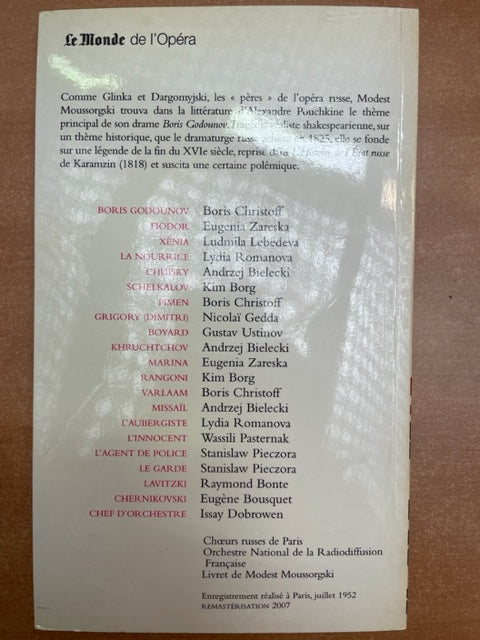 Le Monde de l'Opéra
Comme Glinka et Dargomyjski, les « pères » de l'opéra russe, Modest
Moussorgski trouva dans la littérature d'Alexandre Pouchkine le thème
principal de son drame Boris Godounov. shakespearienne, sur
un thème historique, que le dramaturge 1825, elle se fonde
sur une légende de la fin du XVIe siècle, reprise dans L'Histoire de l'État russe
de Karamzin (1818) et suscita une certaine polémique.
BORIS GODOUNOV Boris Christoff
FIODOR Eugenia Zareska
XÉNIA Ludmila Lebedeva
LA NOURRICE Lydia Romanova
CHUISKY Andrzej Bielecki
SCHELKALOV Kim Borg
PIMEN Boris Christoff
GRIGORY (DIMITRI) Nicolaï Gedda
BOYARD Gustav Ustinov
KHRUCHTCHOV Andrzej Bielecki
MARINA Eugenia Zareska
RANGONI Kim Borg
VARLAAM Boris Christoff
MISSAÏL Andrzej Bielecki
L'AUBERGISTE Lydia Romanova
L'INNOCENT Wassili Pasternak
L'AGENT DE POLICE Stanislaw Pieczora
LE GARDE Stanislaw Pieczora
LAVITZKI Raymond Bonte
CHERNIKOVSKI Eugène Bousquet
CHEF D'ORCHESTRE Issay Dobrowen
Chœurs russes de Paris
Orchestre National de la Radiodiffusion
Française
Livret de Modest Moussorgski
Enregistrement réalisé à Paris, juillet 1952
REMASTÉRISATION 2007